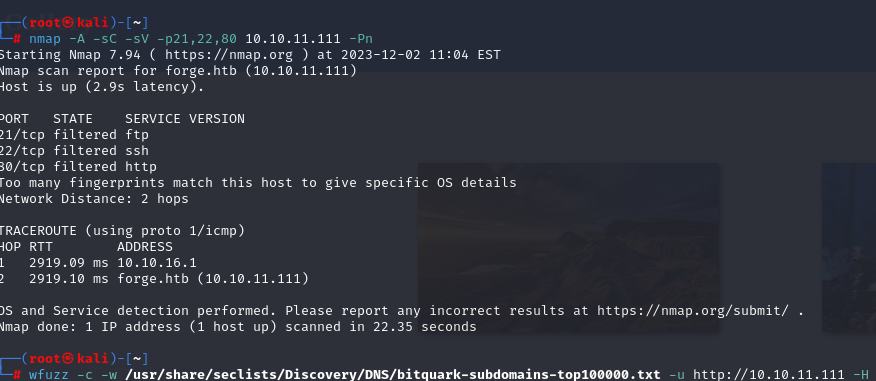 ┌──(root㉿kali)-[~]
└─# nmap -A -sC -sV -p21,22,80 10.10.11.111 -Pn
Starting Nmap 7.94 ( https://nmap.org ) at 2023-12-02 11:04 EST
Nmap scan report for forge.htb (10.10.11.111)
Host is up (2.9s latency).
PORT   STATE    SERVICE VERSION
21/tcp filtered ftp
22/tcp filtered ssh
80/tcp filtered http
Too many fingerprints match this host to give specific OS details
Network Distance: 2 hops
TRACEROUTE (using proto 1/icmp)
HOP RTT        ADDRESS
1   2919.09 ms 10.10.16.1
2   2919.10 ms forge.htb (10.10.11.111)
OS and Service detection performed. Please report any incorrect results at https://nmap.org/submit/ .
Nmap done: 1 IP address (1 host up) scanned in 22.35 seconds
┌──(root㉿kali)-[~]
└─# wfuzz -c -w /usr/share/seclists/Discovery/DNS/bitquark-subdomains-top100000.txt -u http://10.10.11.111 -H